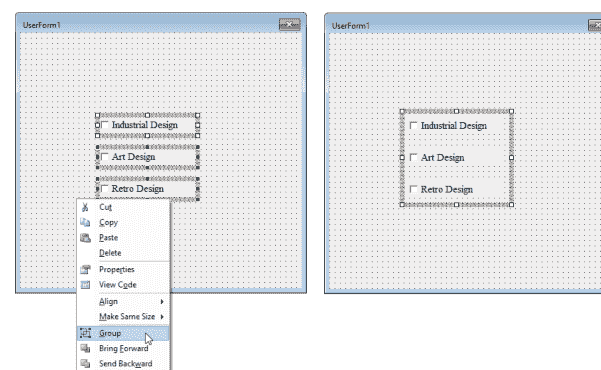 UserForm1
Industrial Design
Art Design
Retro Design
Cut
Copy
Paste
Delete
Properties
View Code
Align
Make Same Size
Group
Bring Forward
Send Backward
UserForm1
Industrial Design
Art Design
Retro Design